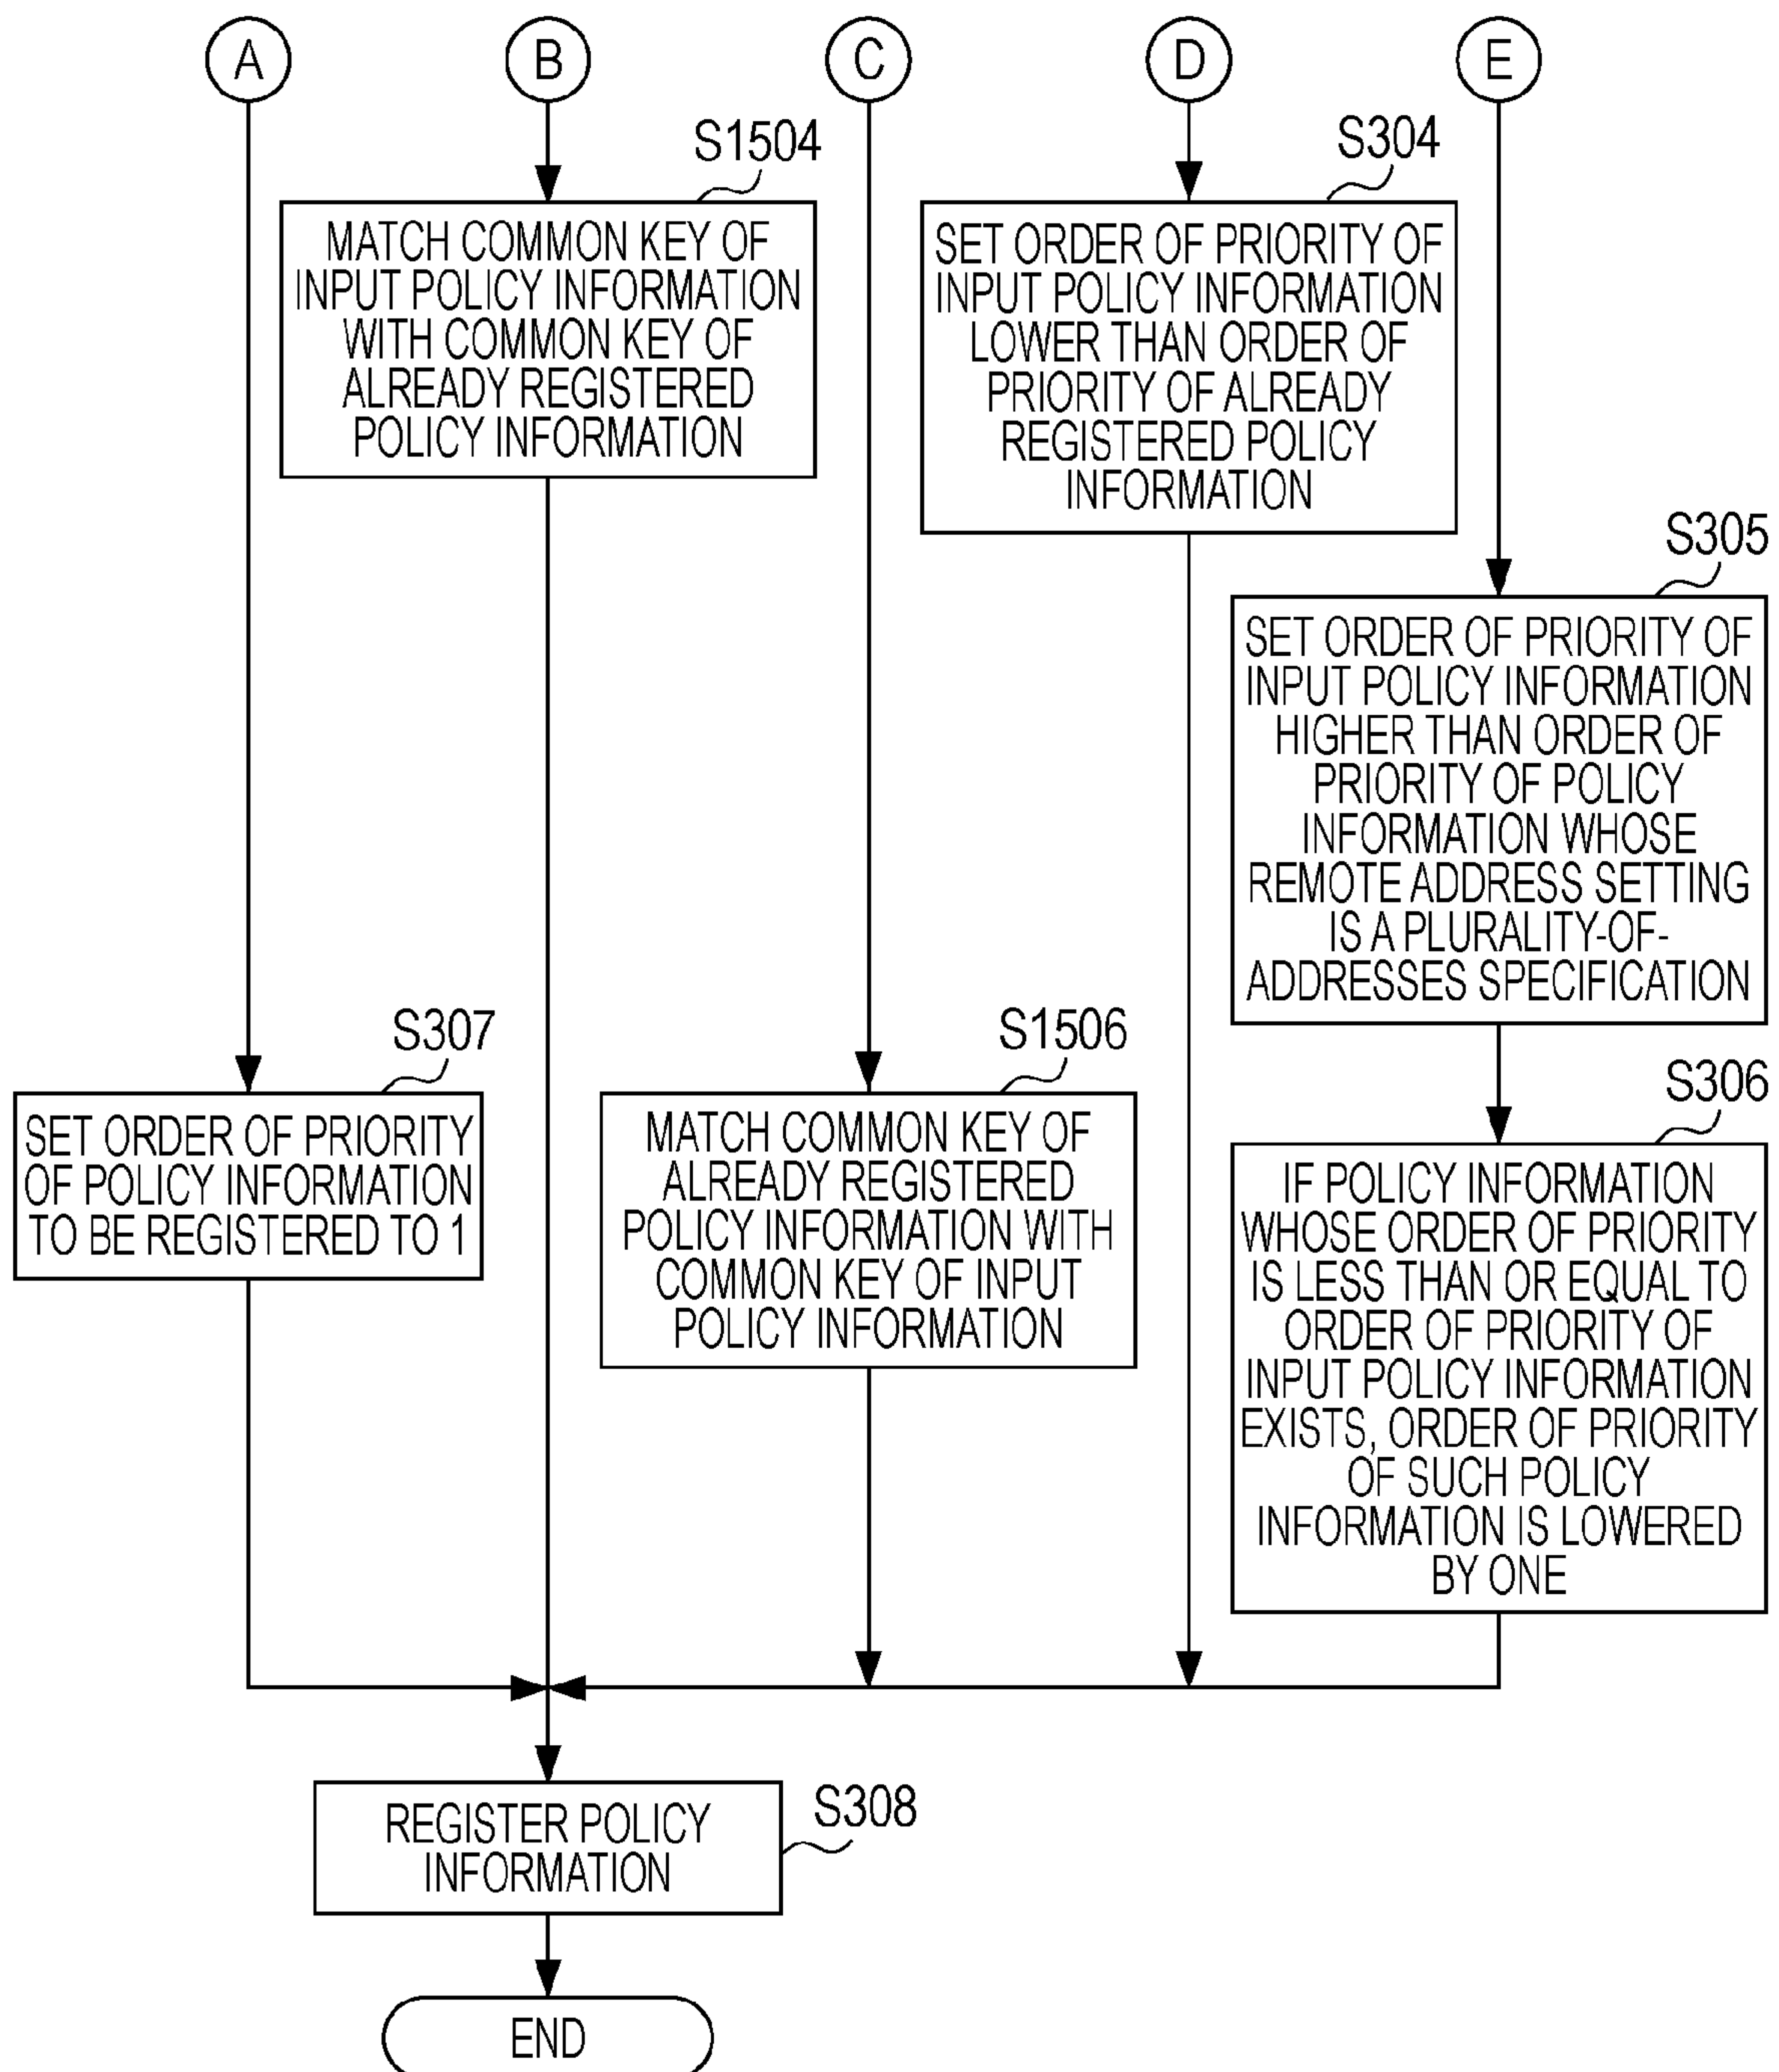 A
B
C
D
E
S1504
MATCH COMMON KEY OF
INPUT POLICY INFORMATION
WITH COMMON KEY OF
ALREADY REGISTERED
POLICY INFORMATION
S304
SET ORDER OF PRIORITY OF
INPUT POLICY INFORMATION
LOWER THAN ORDER OF
PRIORITY OF ALREADY
REGISTERED POLICY
INFORMATION
S305
SET ORDER OF PRIORITY OF
INPUT POLICY INFORMATION
HIGHER THAN ORDER OF
PRIORITY OF POLICY
INFORMATION WHOSE
REMOTE ADDRESS SETTING
IS A PLURALITY-OF-
ADDRESSES SPECIFICATION
S307
SET ORDER OF PRIORITY
OF POLICY INFORMATION
TO BE REGISTERED TO 1
S1506
MATCH COMMON KEY OF
ALREADY REGISTERED
POLICY INFORMATION WITH
COMMON KEY OF INPUT
POLICY INFORMATION
S306
IF POLICY INFORMATION
WHOSE ORDER OF PRIORITY
IS LESS THAN OR EQUAL TO
ORDER OF PRIORITY OF
INPUT POLICY INFORMATION
EXISTS, ORDER OF PRIORITY
OF SUCH POLICY
INFORMATION IS LOWERED
BY ONE
S308
REGISTER POLICY
INFORMATION
END